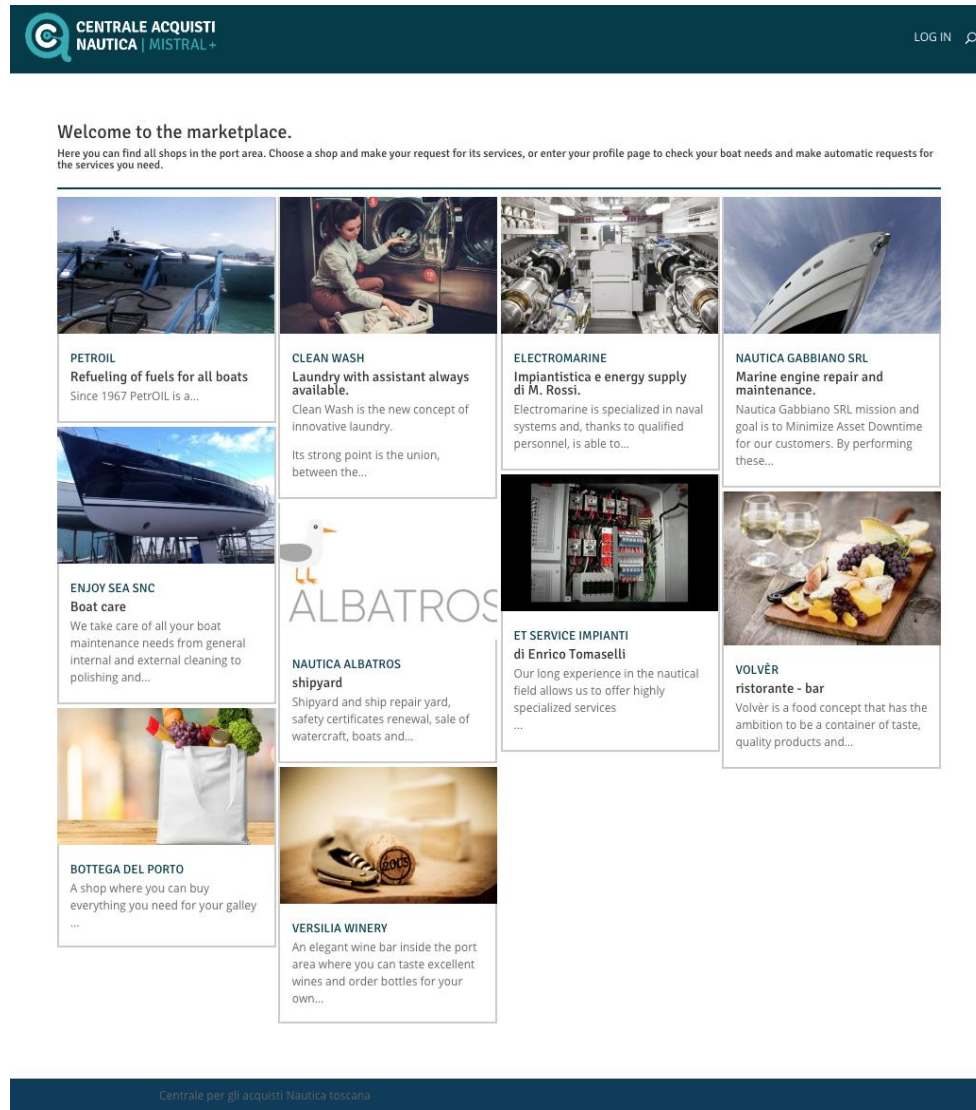 CENTRALE ACQUISTI
NAUTICA | MISTRAL+
LOG IN
Welcome to the marketplace.
Here you can find all shops in the port area. Choose a shop and make your request for its services, or enter your profile page to check your boat needs and make automatic requests for
the services you need.
PETROIL
Refueling of fuels for all boats
Since 1967 PetrOIL is a...
ENJOY SEA SNC
Boat care
We take care of all your boat
maintenance needs from general
internal and external cleaning to
polishing and...
BOTTEGA DEL PORTO
A shop where you can buy
everything you need for your galley
...
CLEAN WASH
Laundry with assistant always
available.
Clean Wash is the new concept of
innovative laundry.
Its strong point is the union,
between the...
ALBATROS
NAUTICA ALBATROS
shipyard
Shipyard and ship repair yard,
safety certificates renewal, sale of
watercraft, boats and...
2003
VERSILIA WINERY
An elegant wine bar inside the port
area where you can taste excellent
wines and order bottles for your
own...
ELECTROMARINE
Impiantistica e energy supply
di M. Rossi.
Electromarine is specialized in naval
systems and, thanks to qualified
personnel, is able to...
ET SERVICE IMPIANTI
di Enrico Tomaselli
Our long experience in the nautical
field allows us to offer highly
specialized services
...
NAUTICA GABBIANO SRL
Marine engine repair and
maintenance.
Nautica Gabbiano SRL mission and
goal is to Minimize Asset Downtime
for our customers. By performing
these...
VOLVÈR
ristorante - bar
Volvèr is a food concept that has the
ambition to be a container of taste,
quality products and...
Centrale per gli acquisti Nautica toscana